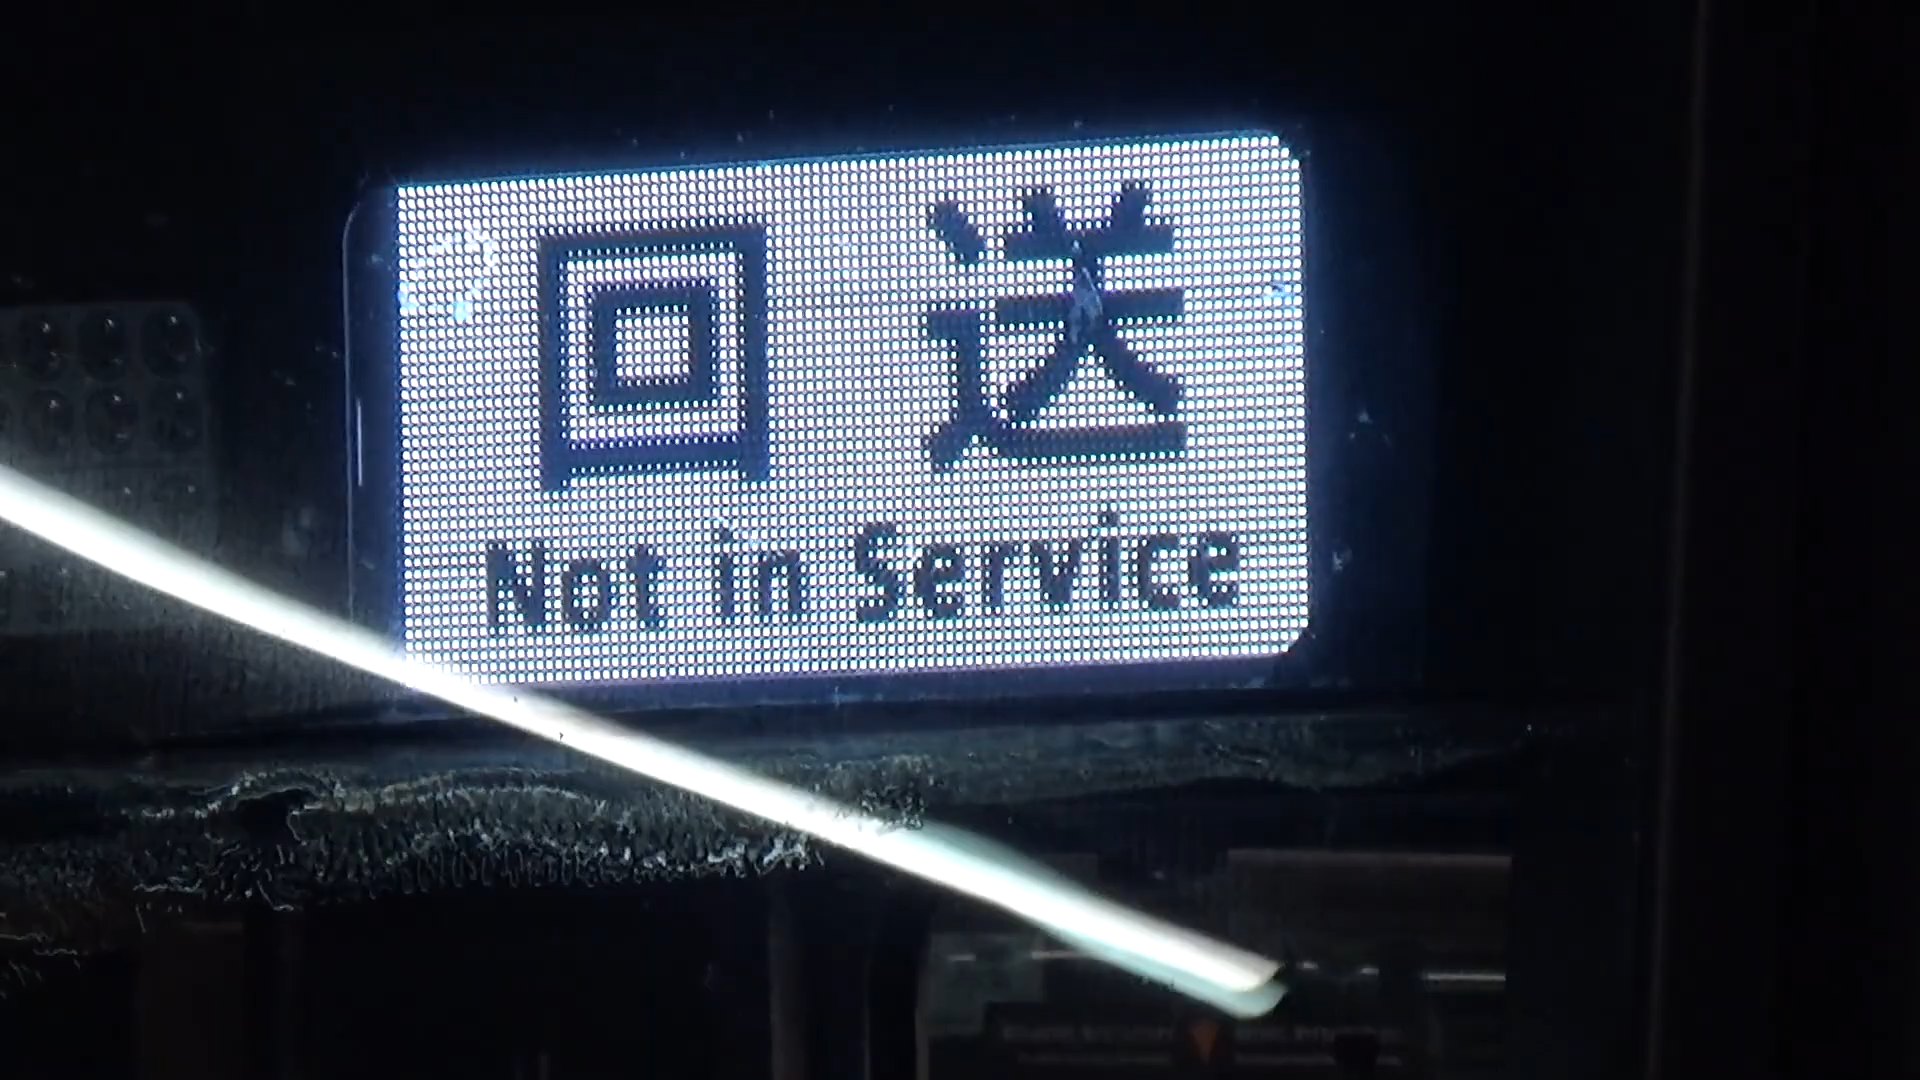 回送
Not in Service